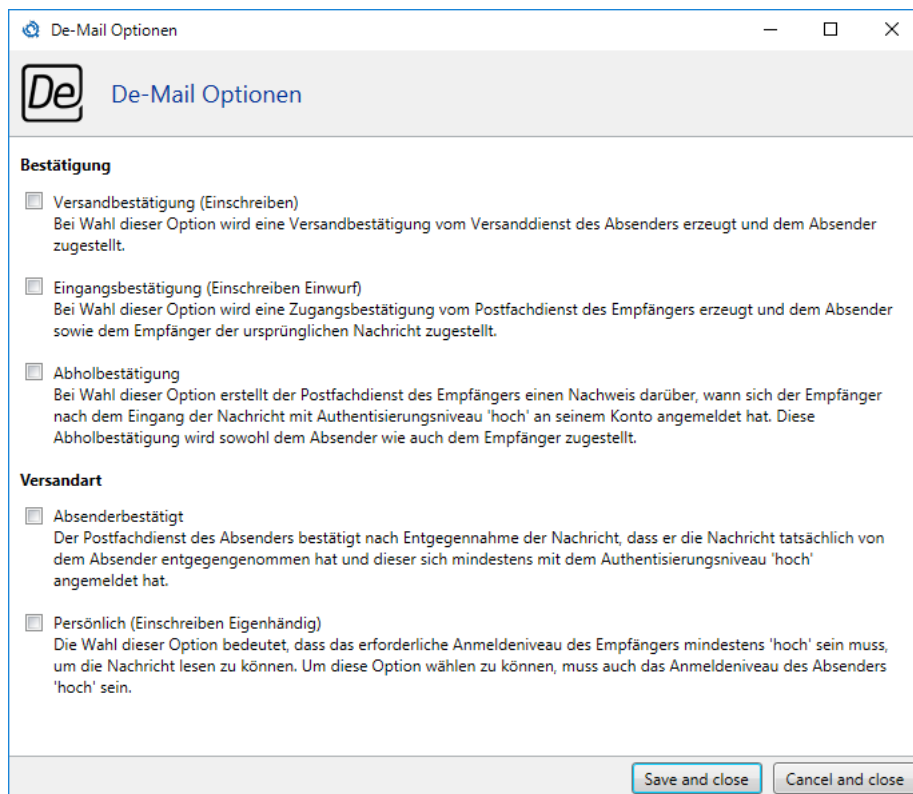 De-Mail Optionen
De
De-Mail Optionen
Bestätigung
Versandbestätigung (Einschreiben)
Bei Wahl dieser Option wird eine Versandbestätigung vom Versanddienst des Absenders erzeugt und dem Absender
zugestellt.
Eingangsbestätigung (Einschreiben Einwurf)
Bei Wahl dieser Option wird eine Zugangsbestätigung vom Postfachdienst des Empfängers erzeugt und dem Absender
sowie dem Empfänger der ursprünglichen Nachricht zugestellt.
Abholbestätigung
Bei Wahl dieser Option erstellt der Postfachdienst des Empfängers einen Nachweis darüber, wann sich der Empfänger
nach dem Eingang der Nachricht mit Authentisierungsniveau 'hoch' an seinem Konto angemeldet hat. Diese
Abholbestätigung wird sowohl dem Absender wie auch dem Empfänger zugestellt.
Versandart
Absenderbestätigt
Der Postfachdienst des Absenders bestätigt nach Entgegennahme der Nachricht, dass er die Nachricht tatsächlich von
dem Absender entgegengenommen hat und dieser sich mindestens mit dem Authentisierungsniveau 'hoch'
angemeldet hat.
Persönlich (Einschreiben Eigenhändig)
Die Wahl dieser Option bedeutet, dass das erforderliche Anmeldeniveau des Empfängers mindestens 'hoch' sein muss,
um die Nachricht lesen zu können. Um diese Option wählen zu können, muss auch das Anmeldeniveau des Absenders
'hoch' sein.
Save and close
Cancel and close